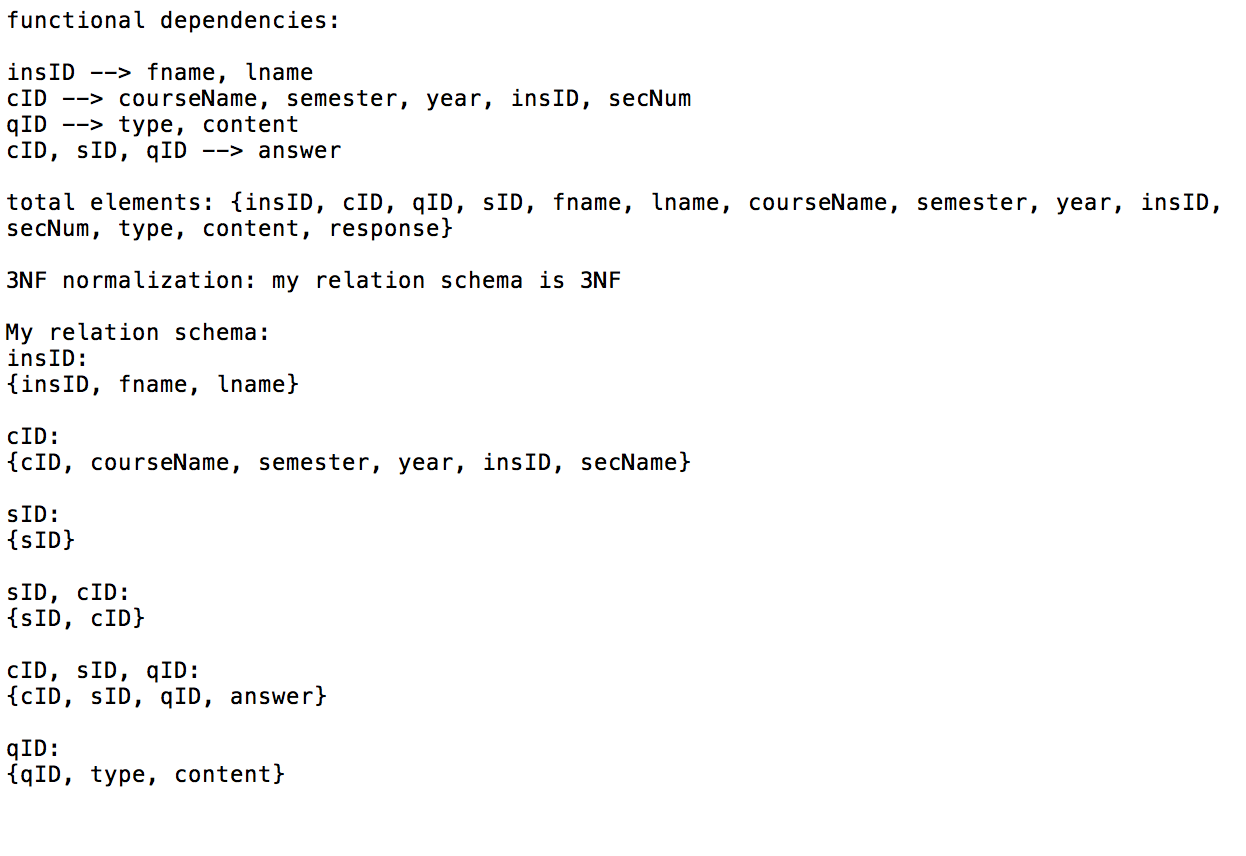 functional dependencies:
insID --> fname, lname
cID --> courseName, semester, year, insID, secNum
qID --> type, content
cID, sID, qID --> answer
total elements: {insID, cID, qID, sID, fname, lname, courseName, semester, year, insID,
secNum, type, content, response}
3NF normalization: my relation schema is 3NF
My relation schema:
insID:
{insID, fname, lname}
cID:
{cID, courseName, semester, year, insID, secName}
sID:
{sID}
sID, cID:
{sID, cID}
cID, sID, qID:
{cID, sID, qID, answer}
qID:
{qID, type, content}